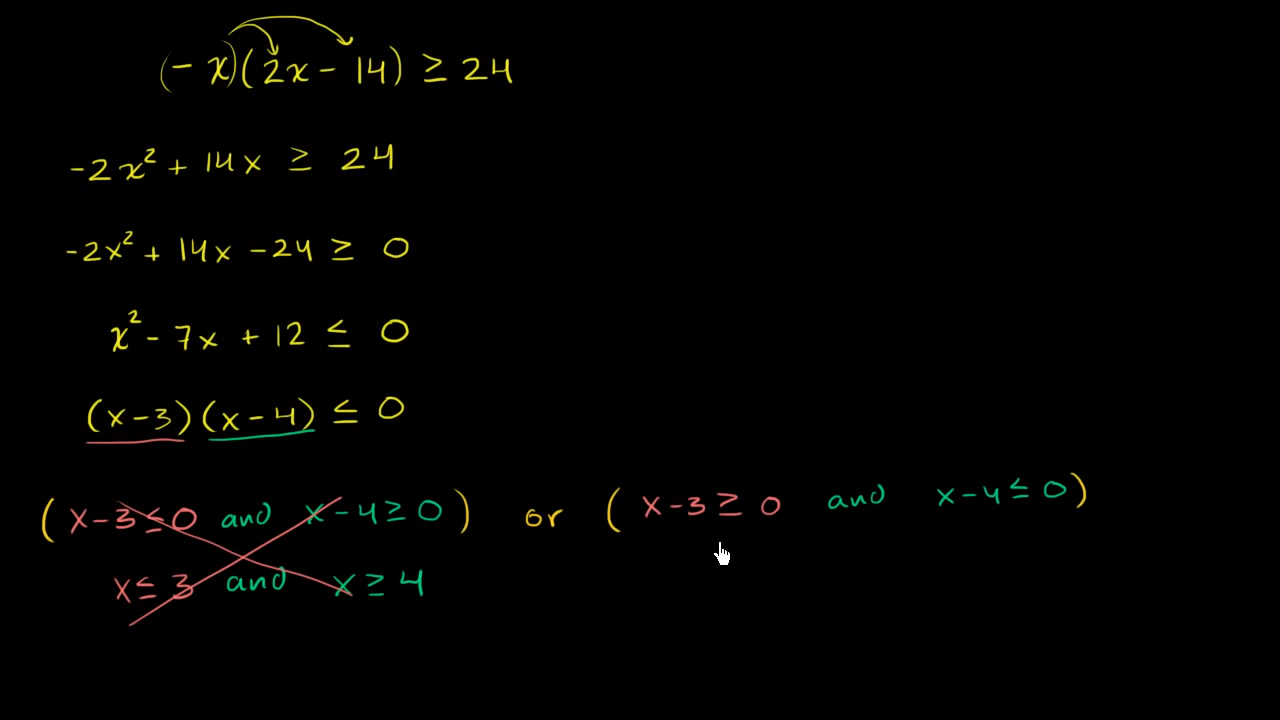 (-x)(2x-14) ≥ 24
-2x² + 14x ≥ 24
-2x² + 14x - 24 ≥ 0
x² - 7x + 12 ≤ 0
(x-3)(x-4) ≤ 0
(x-3≤0 and x-4≥0) or (x-3≥0 and x-4≤0)
x≤3 and x≥4